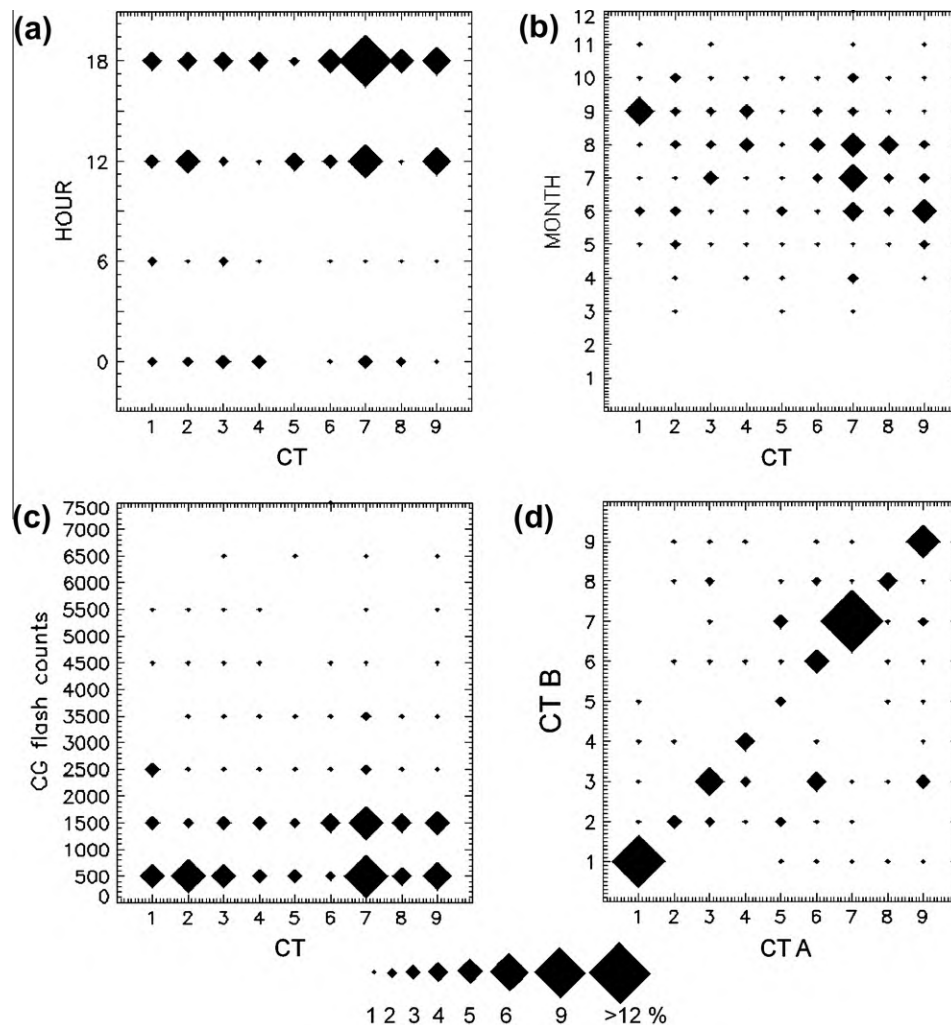 (a)
HOUR
18
12
6
0
1 2 3 4 5 6 7 8 9
CT
(b)
MONTH
12
11
10
9
8
7
6
5
4
3
2
1
1 2 3 4 5 6 7 8 9
CT
(c)
CG flash counts
7500
7000
6500
6000
5500
5000
4500
4000
3500
3000
2500
2000
1500
1000
500
0
1 2 3 4 5 6 7 8 9
CT
(d)
CT B
9
8
7
6
5
4
3
2
1
1 2 3 4 5 6 7 8 9
CT A
1 2 3 4 5 6 9 >12 %